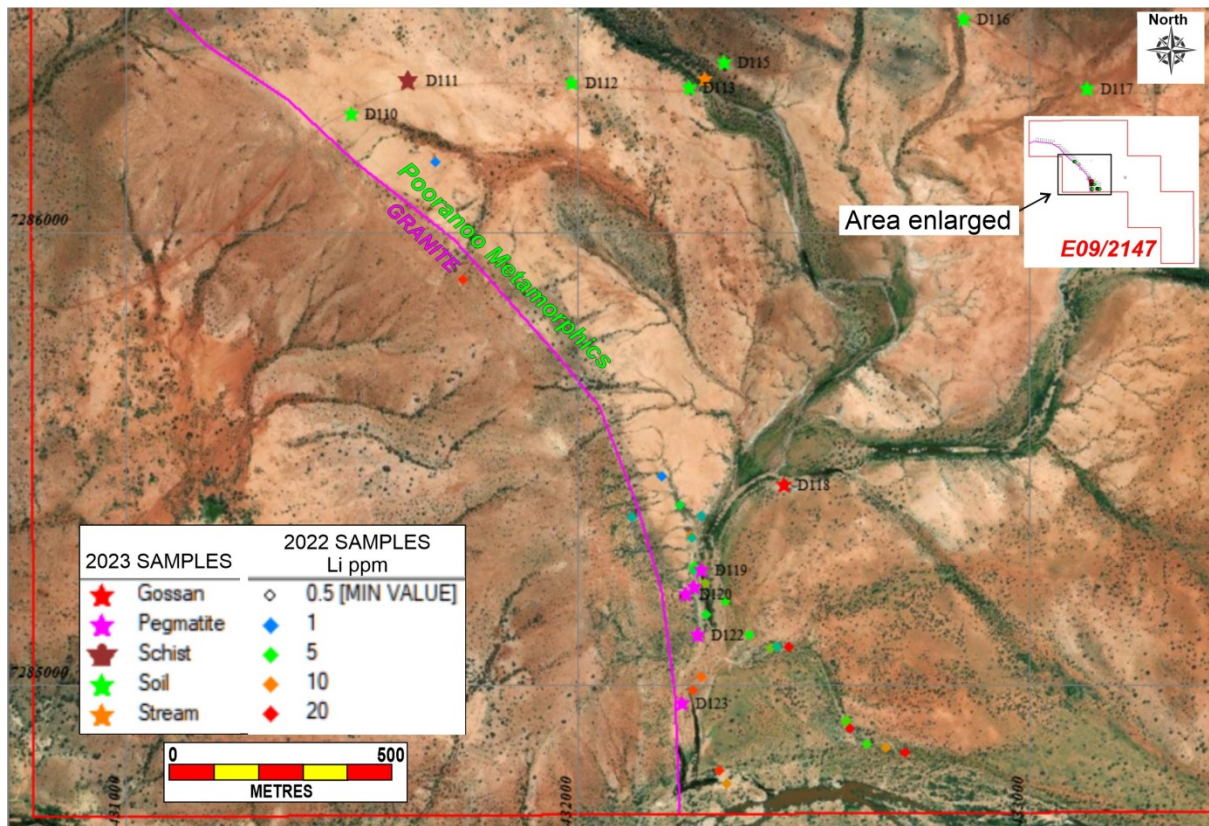 D116
North
D115
D111
D112
D113
D117
D110
Pooranoo Metamorphics
GRANITE
7286000
Area enlarged
E09/2147
D118
2023 SAMPLES
Gossan
Pegmatite
Schist
Soil
Stream
2022 SAMPLES
Li ppm
0.5 [MIN VALUE]
1
5
10
20
D119
D120
D122
D123
7285000
0
500
METRES
431000
432000
433000